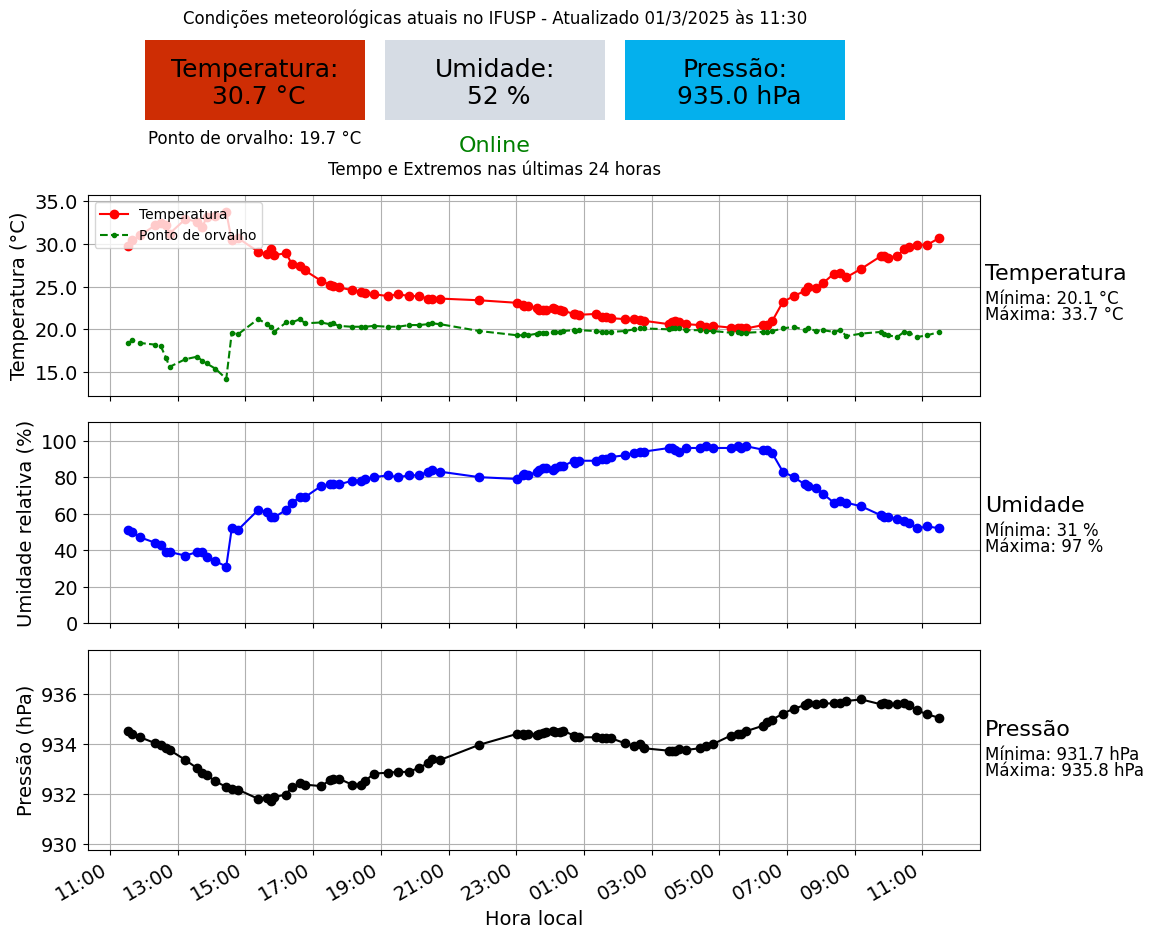 Condições meteorológicas atuais no IFUSP - Atualizado 01/3/2025 às 11:30
Temperatura:
30.7 °C
Umidade:
52 %
Pressão:
935.0 hPa
Ponto de orvalho: 19.7 °C
Online
Tempo e Extremos nas últimas 24 horas
Temperatura (°C)
35.0
30.0
25.0
20.0
15.0
Temperatura
Ponto de orvalho
Temperatura
Mínima: 20.1 °C
Máxima: 33.7 °C
Umidade relativa (%)
100
80
60
40
20
0
Umidade
Mínima: 31 %
Máxima: 97 %
Pressão (hPa)
936
934
932
930
Pressão
Mínima: 931.7 hPa
Máxima: 935.8 hPa
11:00 13:00 15:00 17:00 19:00 21:00 23:00 01:00 03:00 05:00 07:00 09:00 11:00
Hora local